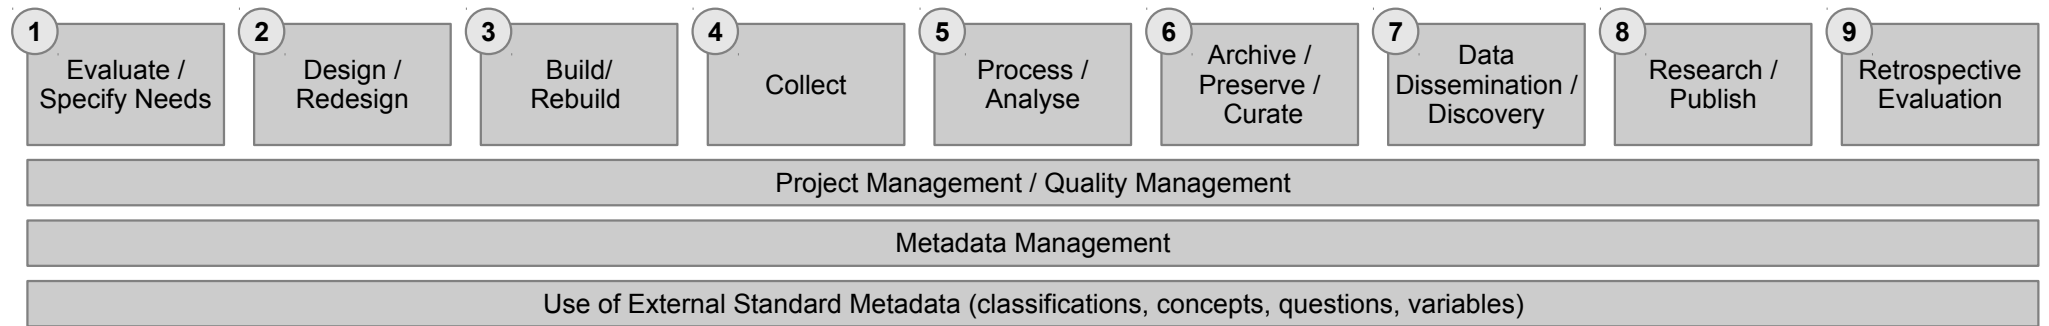 1
Evaluate /
Specify Needs
2
Design /
Redesign
3
Build/
Rebuild
4
Collect
5
Process /
Analyse
6
Archive /
Preserve /
Curate
7
Data
Dissemination /
Discovery
8
Research /
Publish
9
Retrospective
Evaluation
Project Management / Quality Management
Metadata Management
Use of External Standard Metadata (classifications, concepts, questions, variables)